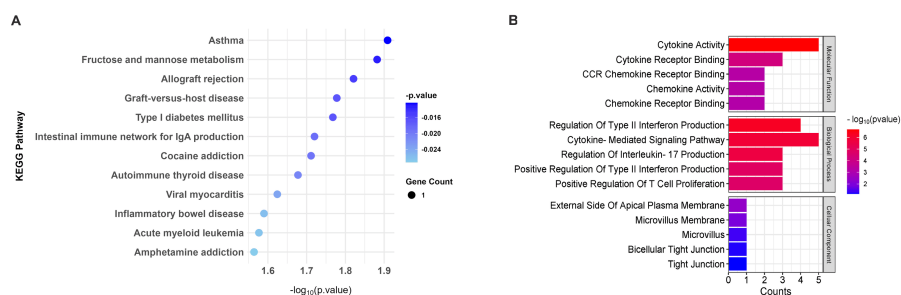 A
KEGG Pathway
Asthma
Fructose and mannose metabolism
Allograft rejection
Graft-versus-host disease
Type I diabetes mellitus
Intestinal immune network for IgA production
Cocaine addiction
Autoimmune thyroid disease
Viral myocarditis
Inflammatory bowel disease
Acute myeloid leukemia
Amphetamine addiction
1.6 1.7 1.8 1.9
-log10(p.value)
-p.value
-0.016
-0.024
Gene Count
1
B
Cytokine Activity
Cytokine Receptor Binding
CCR Chemokine Receptor Binding
Chemokine Activity
Chemokine Receptor Binding
Molecular Function
Regulation Of Type II Interferon Production
Cytokine- Mediated Signaling Pathway
Regulation Of Interleukin- 17 Production
Positive Regulation Of Type II Interferon Production
Positive Regulation Of T Cell Proliferation
Biological Process
External Side Of Apical Plasma Membrane
Microvillus Membrane
Microvillus
Bicellular Tight Junction
Tight Junction
Celluar Component
0 1 2 3 4 5
Counts
- log10(pvalue)
6
5
4
3
2